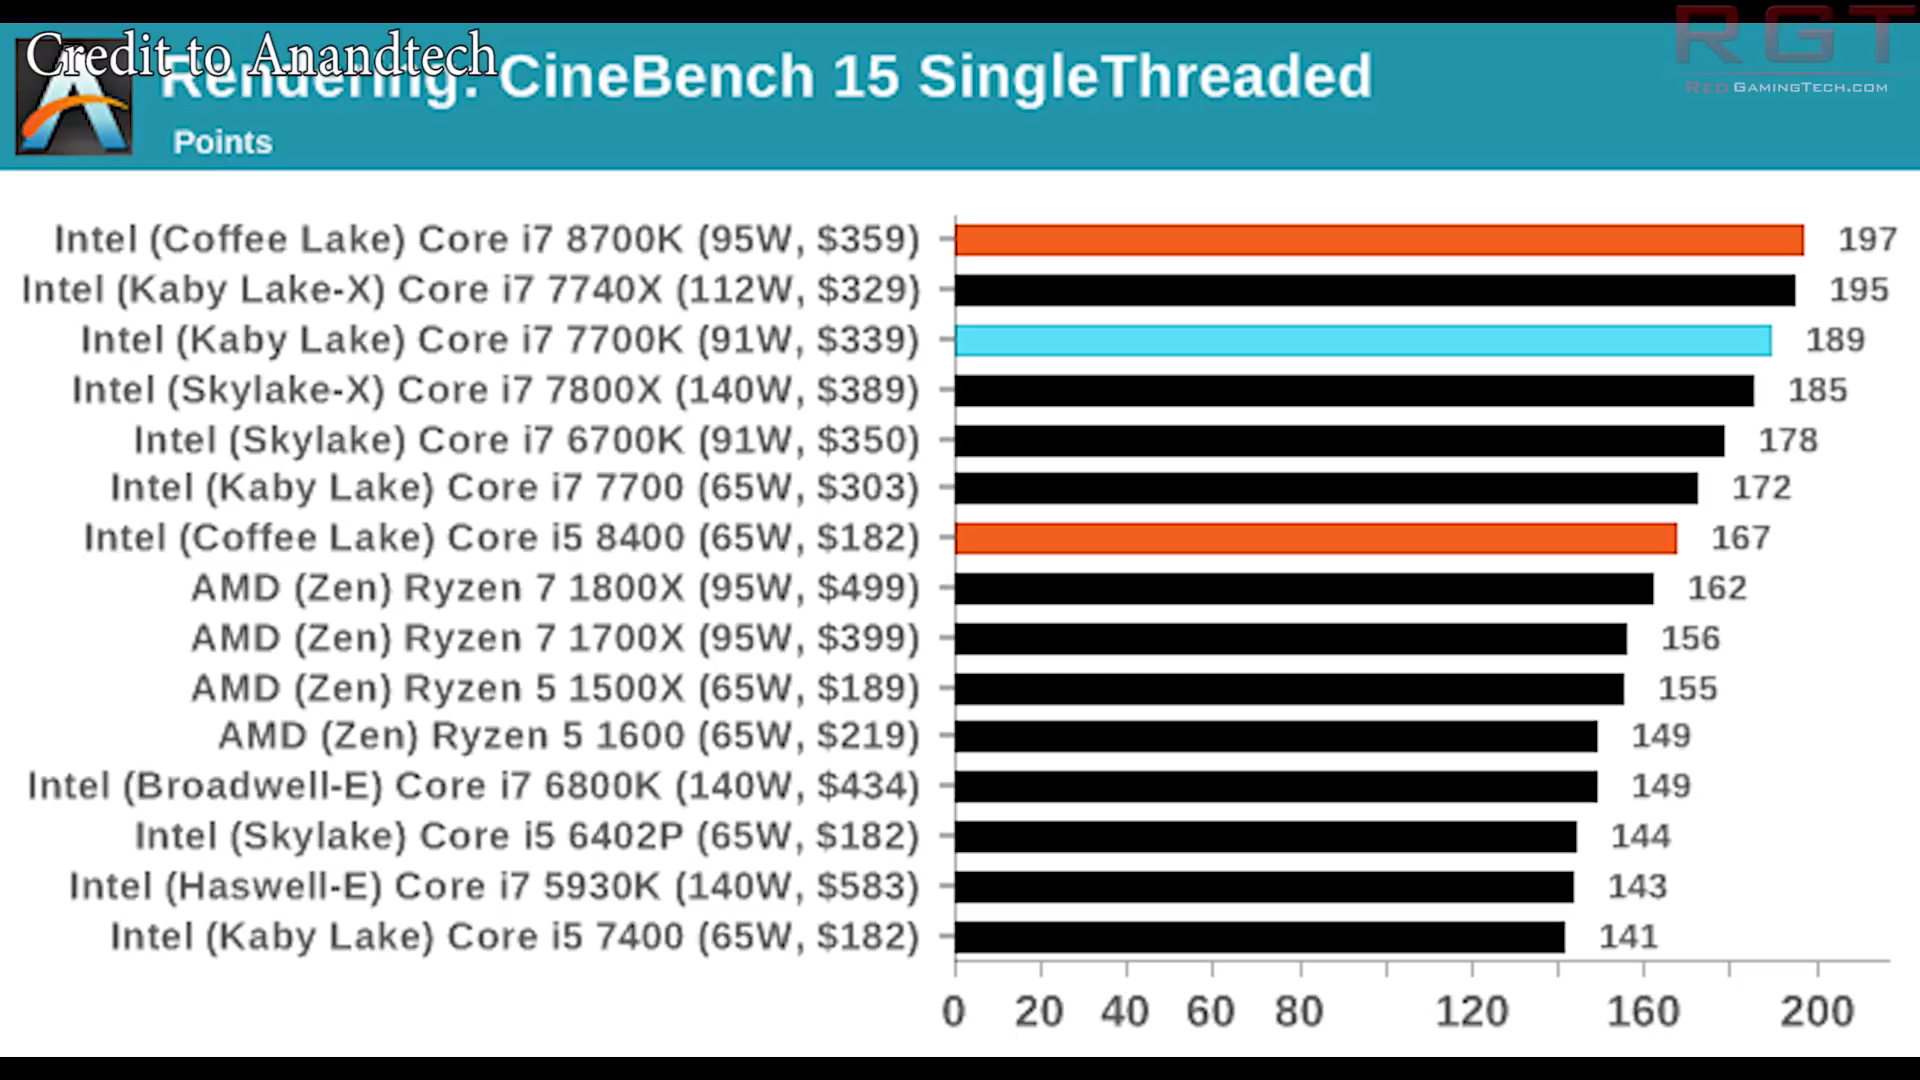 Credit to Anandtech
RGT
RED GAMINGTECH.COM
Rendering: CineBench 15 SingleThreaded
Points
Intel (Coffee Lake) Core i7 8700K (95W, $359) 197
Intel (Kaby Lake-X) Core i7 7740X (112W, $329) 195
Intel (Kaby Lake) Core i7 7700K (91W, $339) 189
Intel (Skylake-X) Core i7 7800X (140W, $389) 185
Intel (Skylake) Core i7 6700K (91W, $350) 178
Intel (Kaby Lake) Core i7 7700 (65W, $303) 172
Intel (Coffee Lake) Core i5 8400 (65W, $182) 167
AMD (Zen) Ryzen 7 1800X (95W, $499) 162
AMD (Zen) Ryzen 7 1700X (95W, $399) 156
AMD (Zen) Ryzen 5 1500X (65W, $189) 155
AMD (Zen) Ryzen 5 1600 (65W, $219) 149
Intel (Broadwell-E) Core i7 6800K (140W, $434) 149
Intel (Skylake) Core i5 6402P (65W, $182) 144
Intel (Haswell-E) Core i7 5930K (140W, $583) 143
Intel (Kaby Lake) Core i5 7400 (65W, $182) 141
0 20 40 60 80 120 160 200